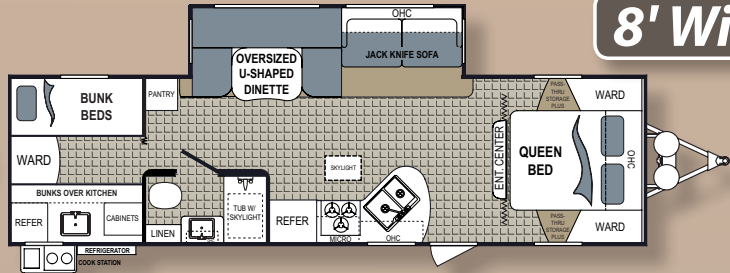 8' Wi
OHC
JACK KNIFE SOFA
OVERSIZED
U-SHAPED
DINETTE
BUNK
BEDS
PANTRY
PASS-
THRU
STORAGE
PLUS
WARD
WARD
SKYLIGHT
ENT. CENTER
QUEEN
BED
OHC
BUNKS OVER KITCHEN
TUB W/
SKYLIGHT
REFER
CABINETS
LINEN
REFER
MICRO
OHC
PASS-
THRU
STORAGE
PLUS
WARD
REFRIGERATOR
COOK STATION